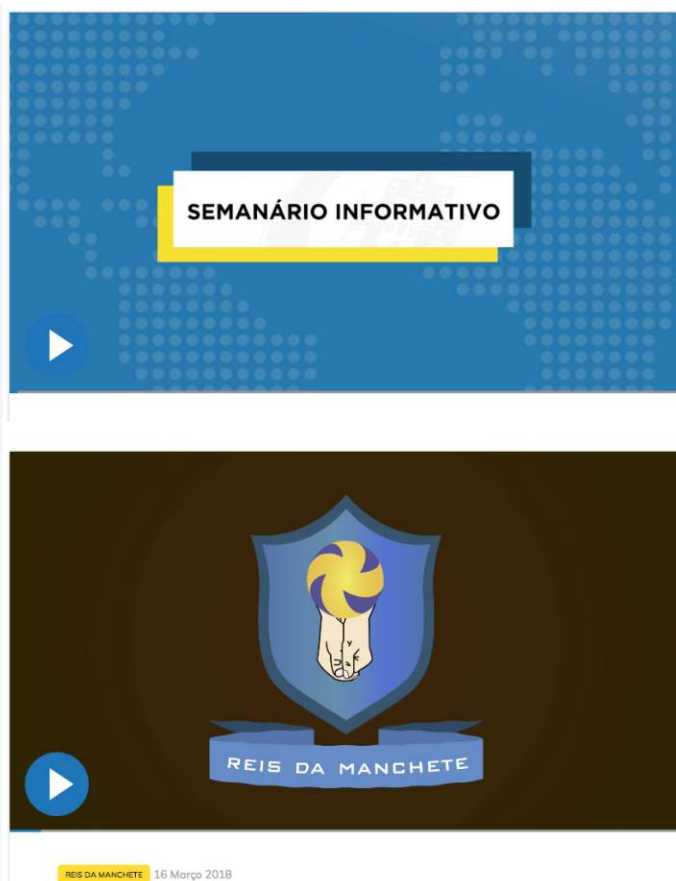 SEMANÁRIO INFORMATIVO
REIS DA MANCHETE
REIS DA MANCHETE 16 Março 2018